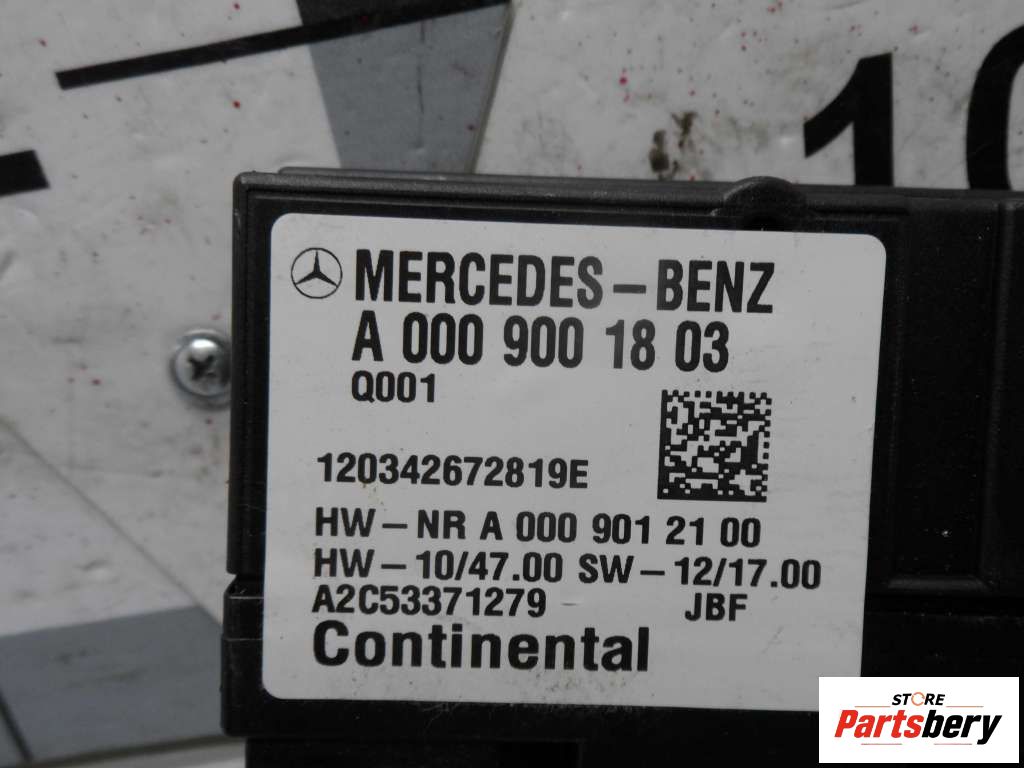 10
MERCEDES-BENZ
A 000 900 18 03
Q001
120342672819E
HW-NR A 000 901 21 00
HW-10/47.00 SW-12/17.00
A2C53371279 JBF
Continental
STORE
Partsbery